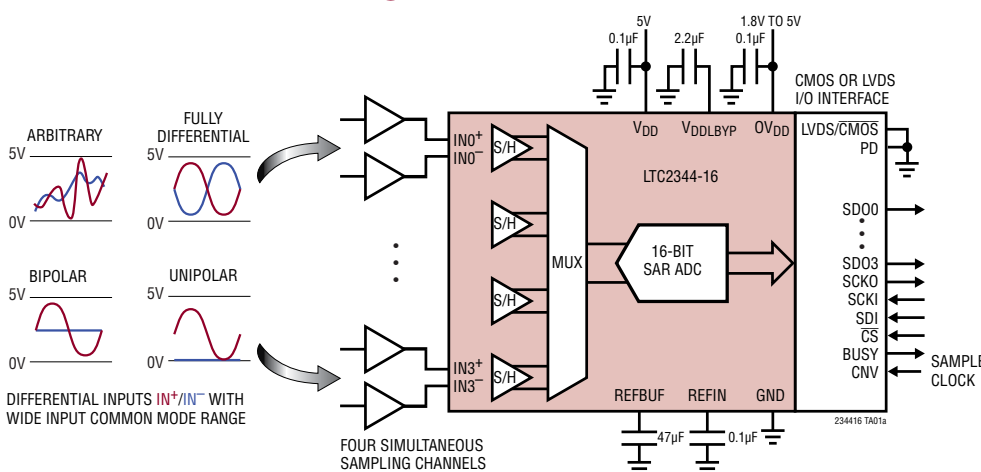 5V
1.8V TO 5V
0.1µF
2.2µF
0.1µF
CMOS OR LVDS
I/O INTERFACE
ARBITRARY
FULLY
DIFFERENTIAL
5V
0V
5V
0V
BIPOLAR
UNIPOLAR
5V
0V
5V
0V
DIFFERENTIAL INPUTS IN+/IN− WITH
WIDE INPUT COMMON MODE RANGE
FOUR SIMULTANEOUS
SAMPLING CHANNELS
IN0+
IN0−
IN3+
IN3−
S/H
S/H
S/H
S/H
MUX
VDD
VDDLBYP
OVDD
LTC2344-16
16-BIT
SAR ADC
REFBUF
REFIN
GND
47µF
0.1µF
LVDS/CMOS
PD
SDO0
SDO3
SCKO
SCKI
SDI
CS
BUSY
CNV
SAMPLE
CLOCK
234416 TA01a